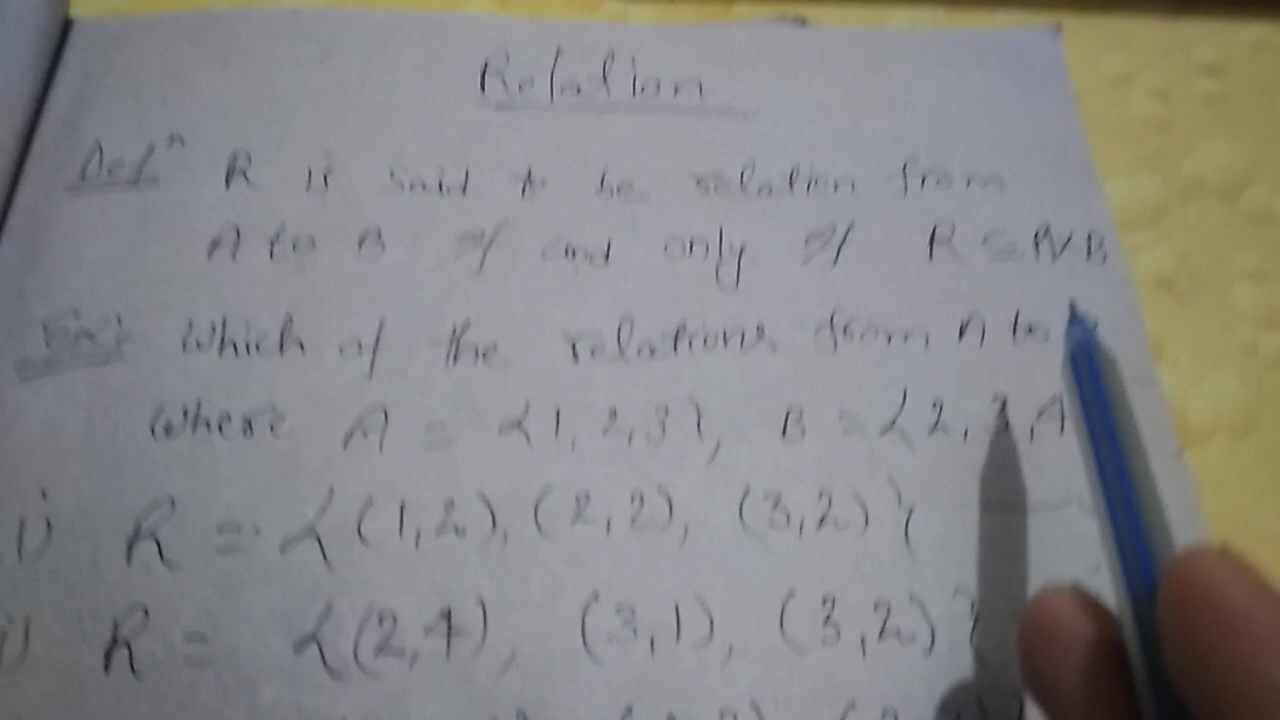 Relation
Defⁿ R is said to be relation from
A to B if and only if R ⊆ A×B
Ex: Which of the relations from A to
where A = {1, 2, 3}, B = {2, 3, 4
i) R = {(1,2), (2,2), (3,2)}
R = {(2,4), (3,1), (3,2)}